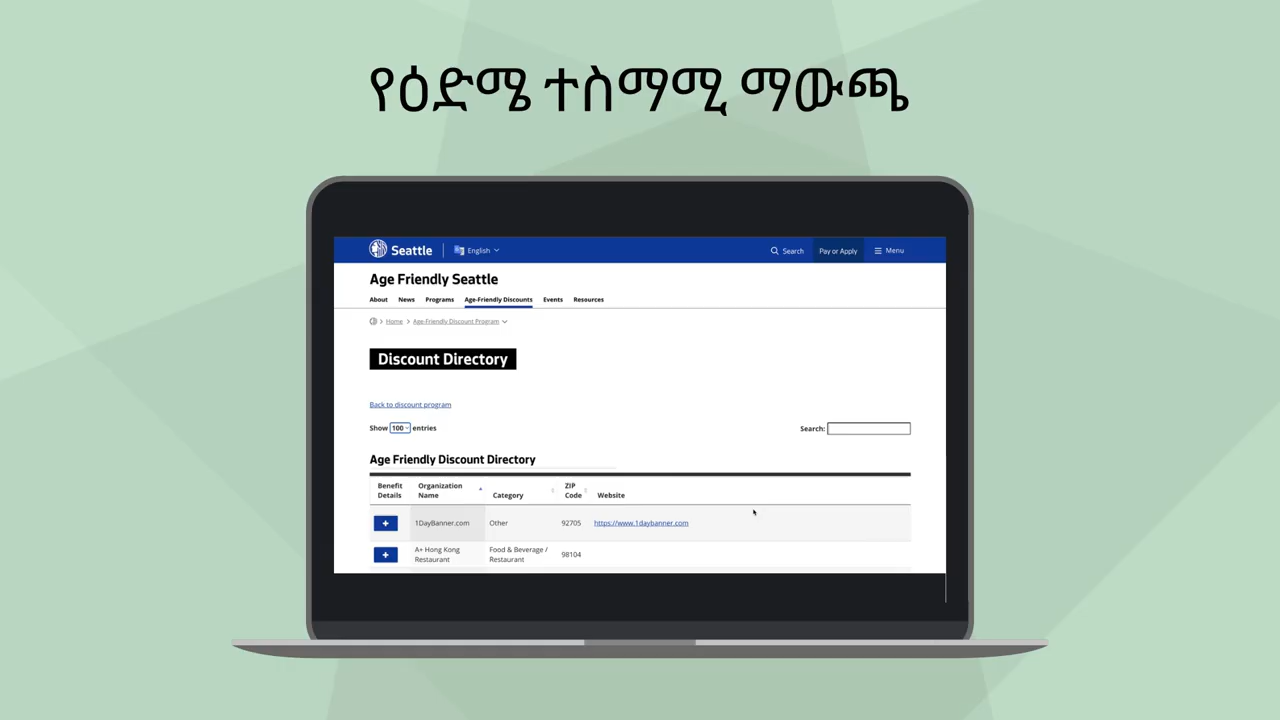 የዕድሜ ተስማሚ ማውጫ
Seattle English Search Pay or Apply Menu
Age Friendly Seattle
About News Programs Age-Friendly Discounts Events Resources
Home Age-Friendly Discount Program
Discount Directory
Back to discount program
Show 100 entries Search:
Age Friendly Discount Directory
Benefit Details Organization Name Category ZIP Code Website
1DayBanner.com Other 92705 https://www.1daybanner.com
A+ Hong Kong Restaurant Food & Beverage / Restaurant 98104